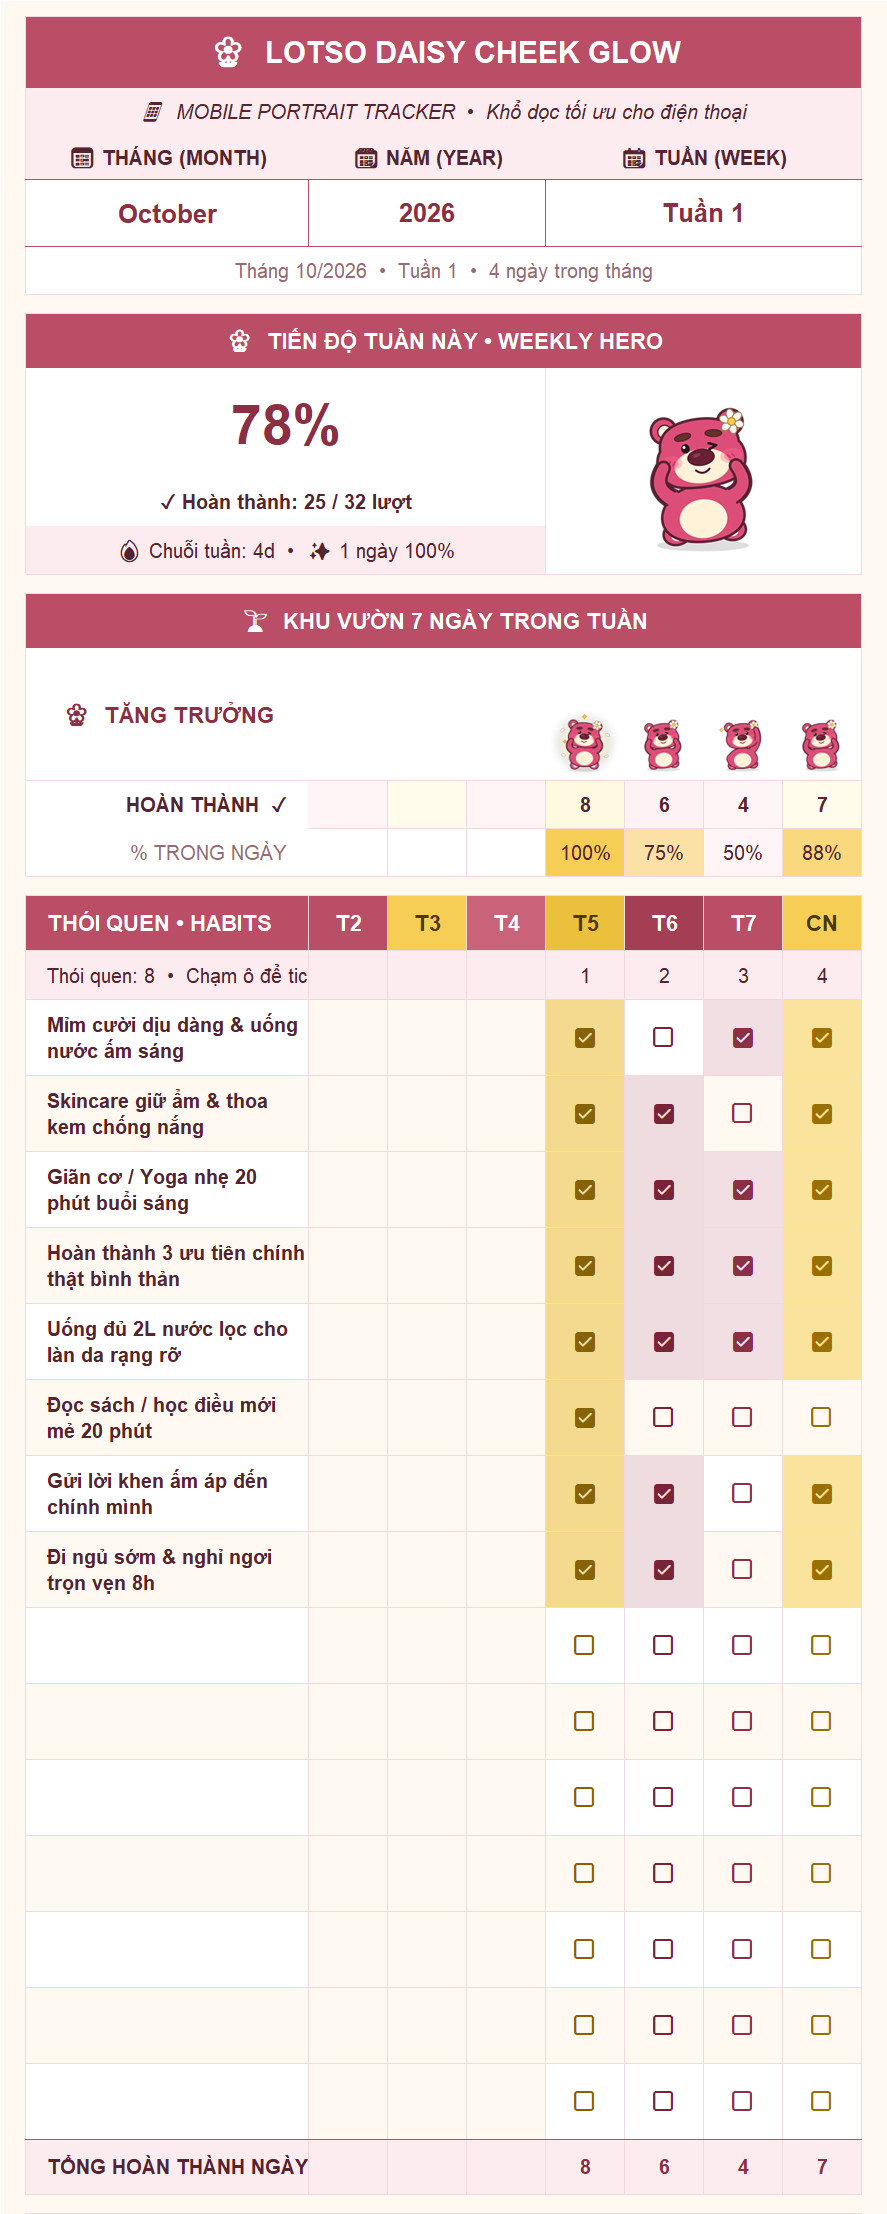 LOTSO DAISY CHEEK GLOW
MOBILE PORTRAIT TRACKER • Khổ dọc tối ưu cho điện thoại
THÁNG (MONTH) NĂM (YEAR) TUẦN (WEEK)
October 2026 Tuần 1
Tháng 10/2026 • Tuần 1 • 4 ngày trong tháng
TIẾN ĐỘ TUẦN NÀY • WEEKLY HERO
78%
✓ Hoàn thành: 25 / 32 lượt
Chuỗi tuần: 4d • 1 ngày 100%
KHU VƯỜN 7 NGÀY TRONG TUẦN
TĂNG TRƯỞNG
HOÀN THÀNH ✓ 8 6 4 7
% TRONG NGÀY 100% 75% 50% 88%
THÓI QUEN • HABITS T2 T3 T4 T5 T6 T7 CN
Thói quen: 8 • Chạm ô để tic 1 2 3 4
Mỉm cười dịu dàng & uống
nước ấm sáng
Skincare giữ ẩm & thoa
kem chống nắng
Giãn cơ / Yoga nhẹ 20
phút buổi sáng
Hoàn thành 3 ưu tiên chính
thật bình thản
Uống đủ 2L nước lọc cho
làn da rạng rỡ
Đọc sách / học điều mới
mẻ 20 phút
Gửi lời khen ấm áp đến
chính mình
Đi ngủ sớm & nghỉ ngơi
trọn vẹn 8h
TỔNG HOÀN THÀNH NGÀY 8 6 4 7